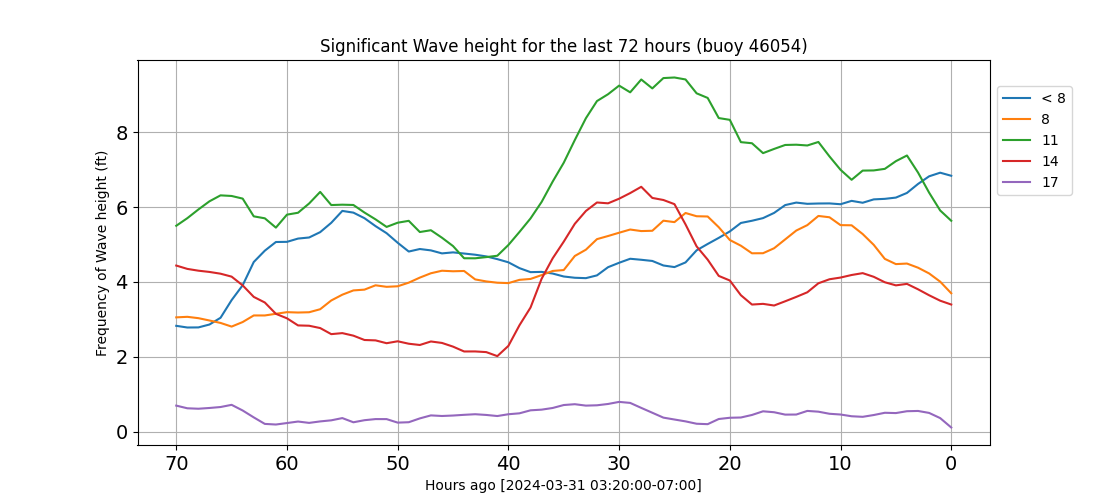 Significant Wave height for the last 72 hours (buoy 46054)
Frequency of Wave height (ft)
8
6
4
2
0
70 60 50 40 30 20 10 0
Hours ago [2024-03-31 03:20:00-07:00]
< 8
8
11
14
17